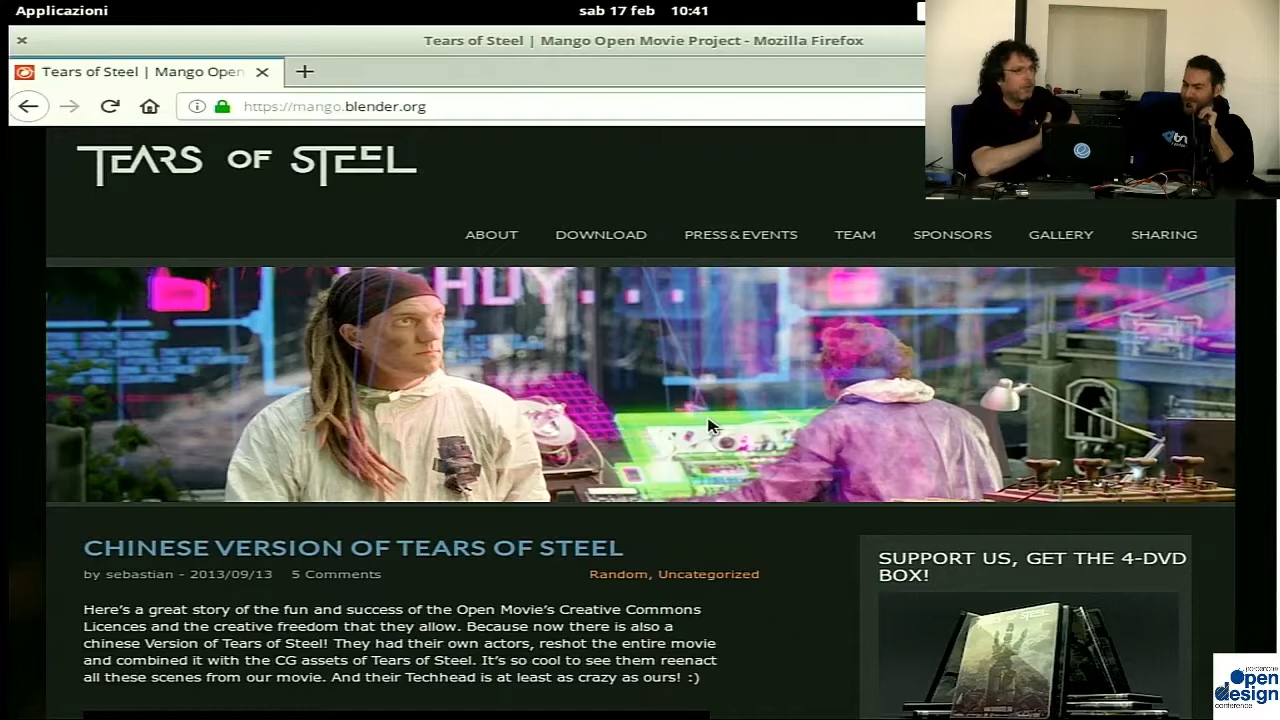 Applicazioni
sab 17 feb 10:41
Tears of Steel | Mango Open Movie Project - Mozilla Firefox
Tears of Steel | Mango Open
https://mango.blender.org
TEARS OF STEEL
ABOUT DOWNLOAD PRESS & EVENTS TEAM SPONSORS GALLERY SHARING
CHINESE VERSION OF TEARS OF STEEL
by sebastian - 2013/09/13 5 Comments
Random, Uncategorized
Here's a great story of the fun and success of the Open Movie's Creative Commons
Licences and the creative freedom that they allow. Because now there is also a
chinese Version of Tears of Steel! They had their own actors, reshot the entire movie
and combined it with the CG assets of Tears of Steel. It's so cool to see them reenact
all these scenes from our movie. And their Techhead is at least as crazy as ours! :)
SUPPORT US, GET THE 4-DVD
BOX!
TEARS OF STEEL
pordenone
open
design
conference